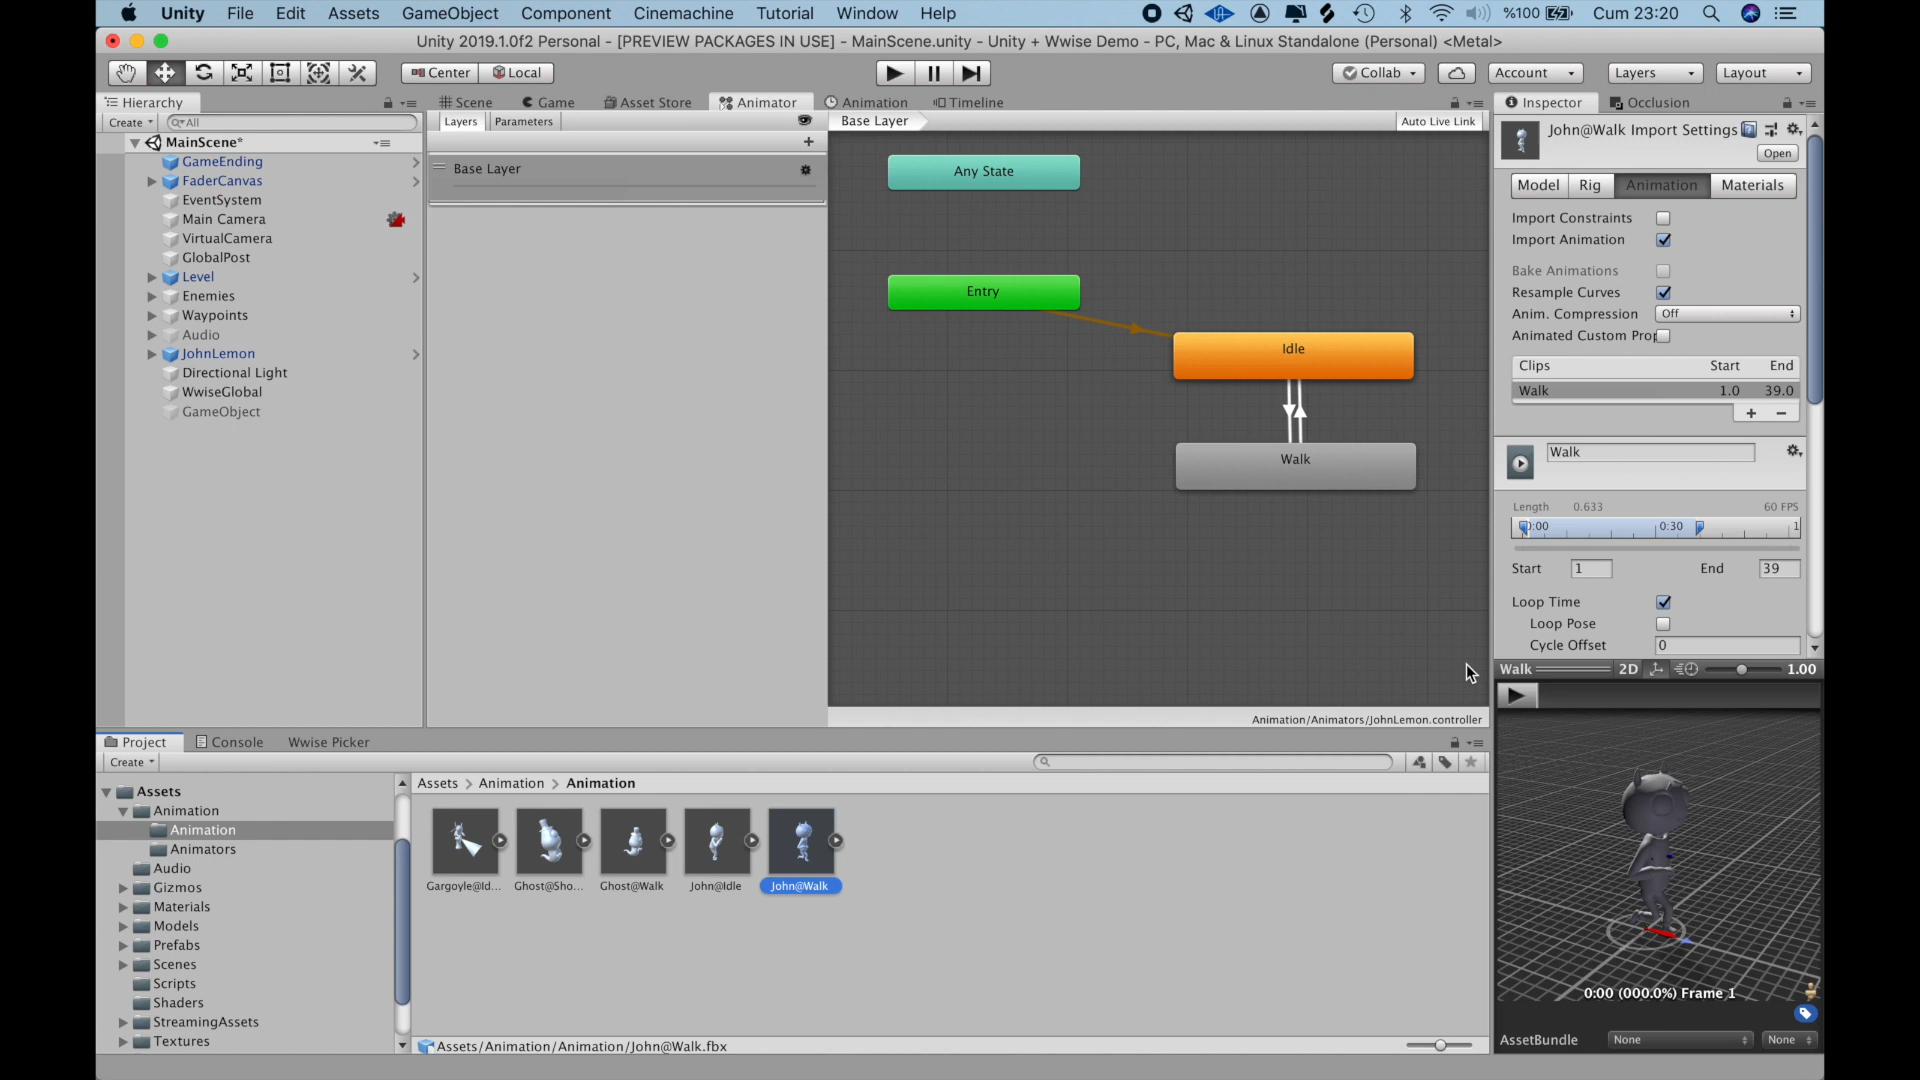 Unity File Edit Assets GameObject Component Cinemachine Tutorial Window Help %100 Cum 23:20
Unity 2019.1.0f2 Personal - [PREVIEW PACKAGES IN USE] - MainScene.unity - Unity + Wwise Demo - PC, Mac & Linux Standalone (Personal) <Metal>
Center Local Collab Account Layers Layout
Hierarchy Scene Game Asset Store Animator Animation Timeline Inspector Occlusion
Create All
Layers Parameters
Base Layer
Auto Live Link
MainScene*
GameEnding
FaderCanvas
EventSystem
Main Camera
VirtualCamera
GlobalPost
Level
Enemies
Waypoints
Audio
JohnLemon
Directional Light
WwiseGlobal
GameObject
Base Layer
Any State
Entry
Idle
Walk
Animation/Animators/JohnLemon.controller
John@Walk Import Settings
Open
Model Rig Animation Materials
Import Constraints
Import Animation
Bake Animations
Resample Curves
Anim. Compression Off
Animated Custom Prop
Clips Start End
Walk 1.0 39.0
+ −
Walk
Length 0.633 60 FPS
0:00 0:30 1
Start 1 End 39
Loop Time
Loop Pose
Cycle Offset 0
Walk 2D 1.00
0:00 (000.0%) Frame 1
AssetBundle None None
Project Console Wwise Picker
Create
Assets
Animation
Animation
Animators
Audio
Gizmos
Materials
Models
Prefabs
Scenes
Scripts
Shaders
StreamingAssets
Textures
Assets > Animation > Animation
Gargoyle@Id... Ghost@Sho... Ghost@Walk John@Idle John@Walk
Assets/Animation/Animation/John@Walk.fbx